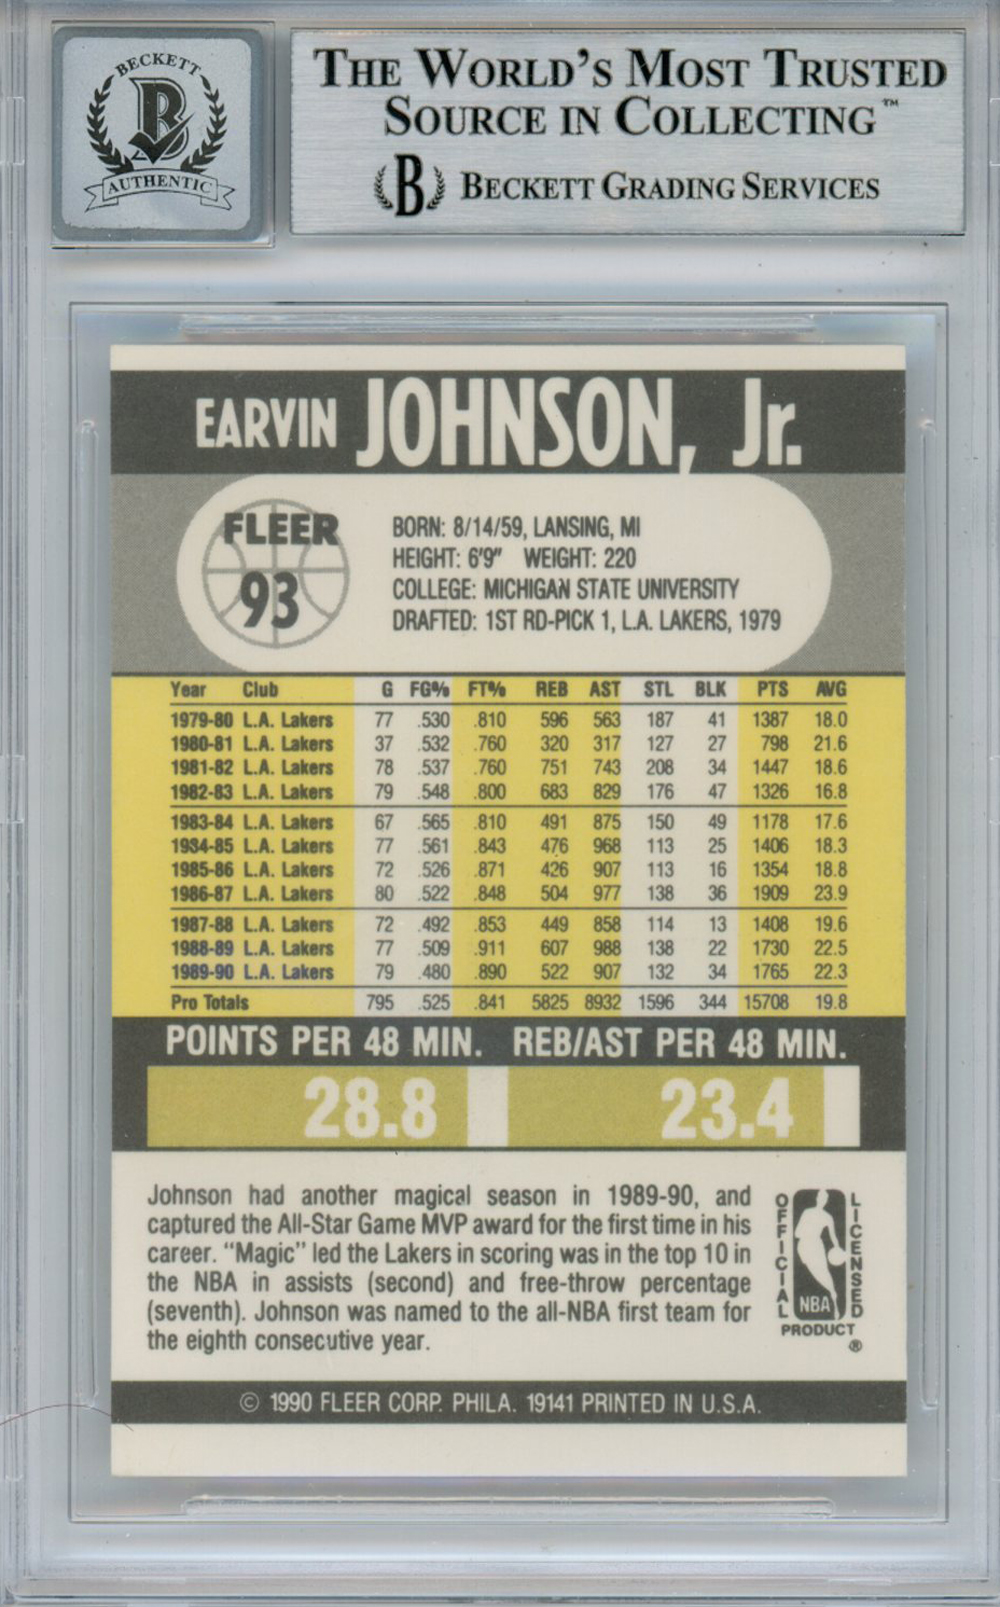 BECKETT
B
AUTHENTIC
THE WORLD'S MOST TRUSTED
SOURCE IN COLLECTING™
B BECKETT GRADING SERVICES
EARVIN JOHNSON, Jr.
FLEER
93
BORN: 8/14/59, LANSING, MI
HEIGHT: 6'9" WEIGHT: 220
COLLEGE: MICHIGAN STATE UNIVERSITY
DRAFTED: 1ST RD-PICK 1, L.A. LAKERS, 1979
Year Club G FG% FT% REB AST STL BLK PTS AVG
1979-80 L.A. Lakers 77 .530 .810 596 563 187 41 1387 18.0
1980-81 L.A. Lakers 37 .532 .760 320 317 127 27 798 21.6
1981-82 L.A. Lakers 78 .537 .760 751 743 208 34 1447 18.6
1982-83 L.A. Lakers 79 .548 .800 683 829 176 47 1326 16.8
1983-84 L.A. Lakers 67 .565 .810 491 875 150 49 1178 17.6
1984-85 L.A. Lakers 77 .561 .843 476 968 113 25 1406 18.3
1985-86 L.A. Lakers 72 .526 .871 426 907 113 16 1354 18.8
1986-87 L.A. Lakers 80 .522 .848 504 977 138 36 1909 23.9
1987-88 L.A. Lakers 72 .492 .853 449 858 114 13 1408 19.6
1988-89 L.A. Lakers 77 .509 .911 607 988 138 22 1730 22.5
1989-90 L.A. Lakers 79 .480 .890 522 907 132 34 1765 22.3
Pro Totals 795 .525 .841 5825 8932 1596 344 15708 19.8
POINTS PER 48 MIN. REB/AST PER 48 MIN.
28.8 23.4
Johnson had another magical season in 1989-90, and
captured the All-Star Game MVP award for the first time in his
career. "Magic" led the Lakers in scoring was in the top 10 in
the NBA in assists (second) and free-throw percentage
(seventh). Johnson was named to the all-NBA first team for
the eighth consecutive year.
OFFICIAL
LICENSED
NBA
PRODUCT
®
© 1990 FLEER CORP. PHILA. 19141 PRINTED IN U.S.A.